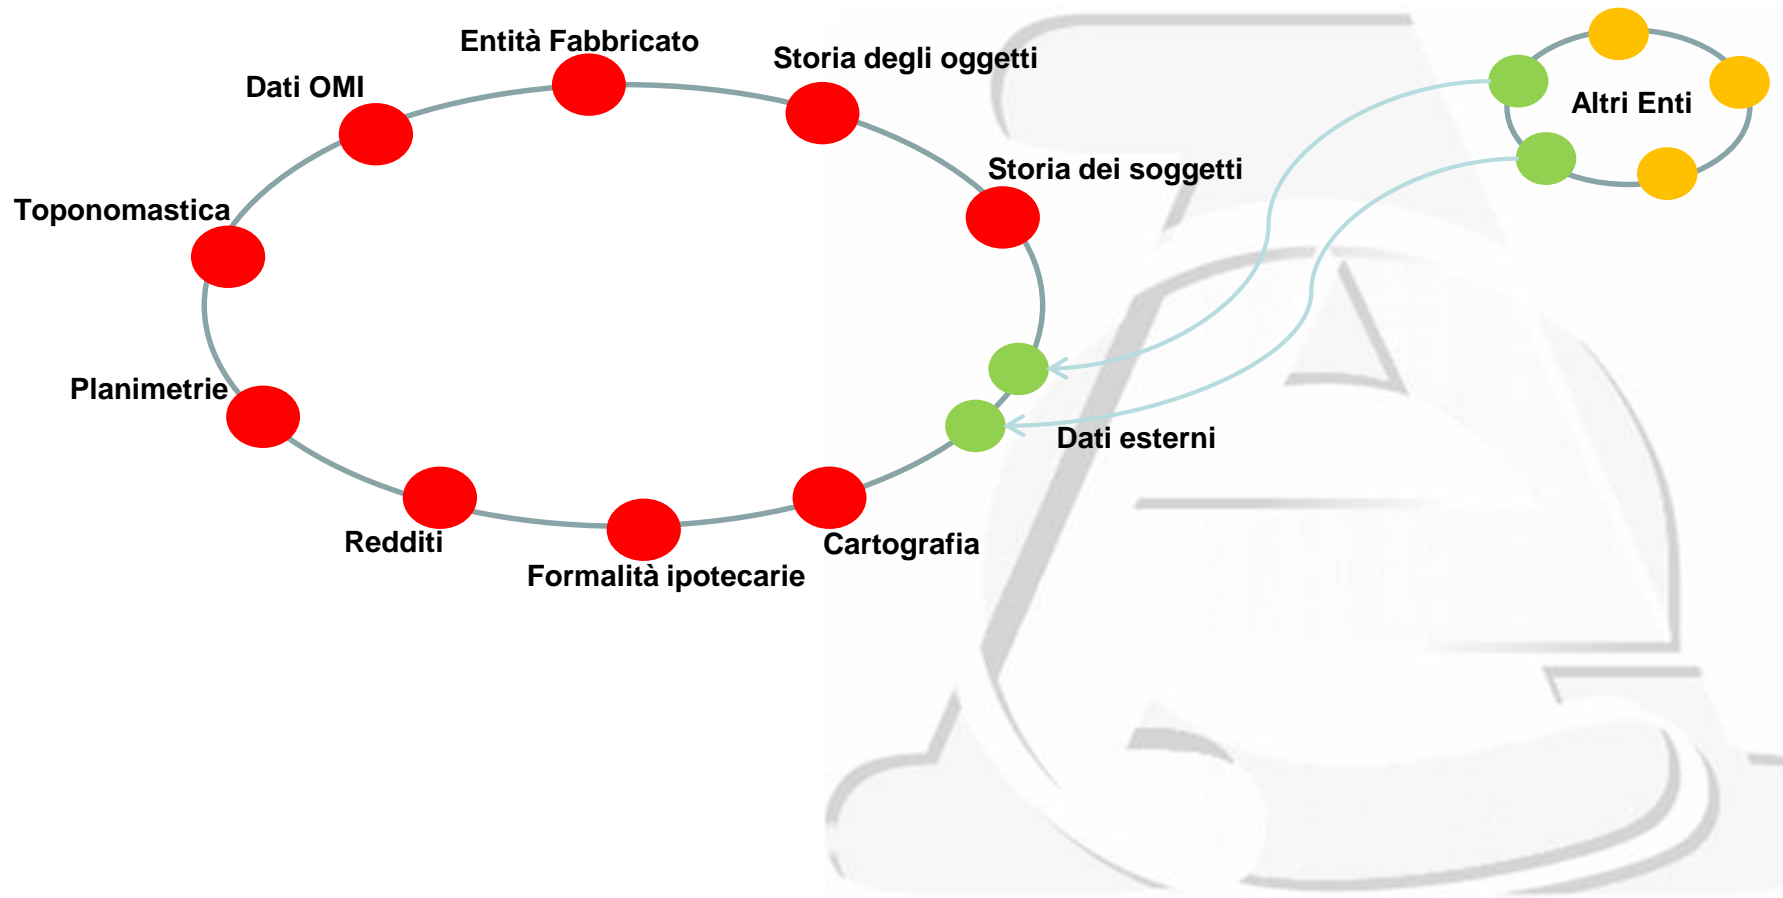 Entità Fabbricato
Storia degli oggetti
Dati OMI
Altri Enti
Storia dei soggetti
Toponomastica
Planimetrie
Dati esterni
Redditi
Cartografia
Formalità ipotecarie